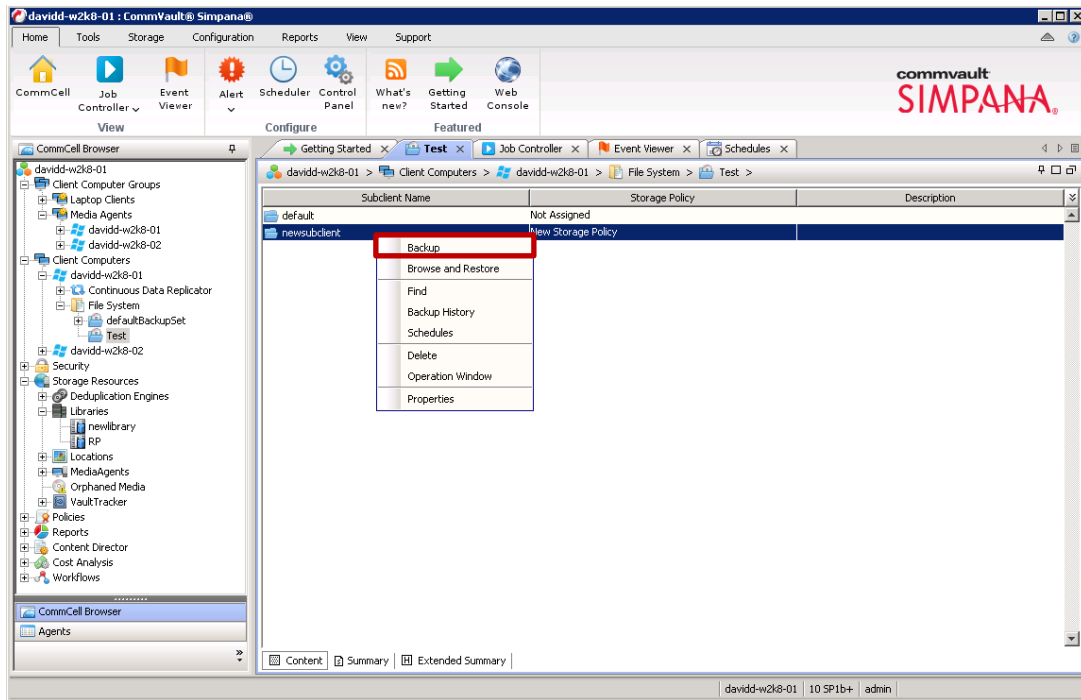 davidd-w2k8-01 : CommVault® Simpana®
Home Tools Storage Configuration Reports View Support
CommCell
Job Controller
Event Viewer
Alert
Scheduler
Control Panel
What's new?
Getting Started
Web Console
View Configure Featured
commvault
SIMPANA®
CommCell Browser
Getting Started Test Job Controller Event Viewer Schedules
davidd-w2k8-01 > Client Computers > davidd-w2k8-01 > File System > Test >
davidd-w2k8-01
Client Computer Groups
Laptop Clients
Media Agents
davidd-w2k8-01
davidd-w2k8-02
Client Computers
davidd-w2k8-01
Continuous Data Replicator
File System
defaultBackupSet
Test
davidd-w2k8-02
Security
Storage Resources
Deduplication Engines
Libraries
newlibrary
RP
Locations
MediaAgents
Orphaned Media
VaultTracker
Policies
Reports
Content Director
Cost Analysis
Workflows
CommCell Browser
Agents
Subclient Name Storage Policy Description
default Not Assigned
newsubclient New Storage Policy
Backup
Browse and Restore
Find
Backup History
Schedules
Delete
Operation Window
Properties
Content Summary Extended Summary
davidd-w2k8-01 10 SP1b+ admin